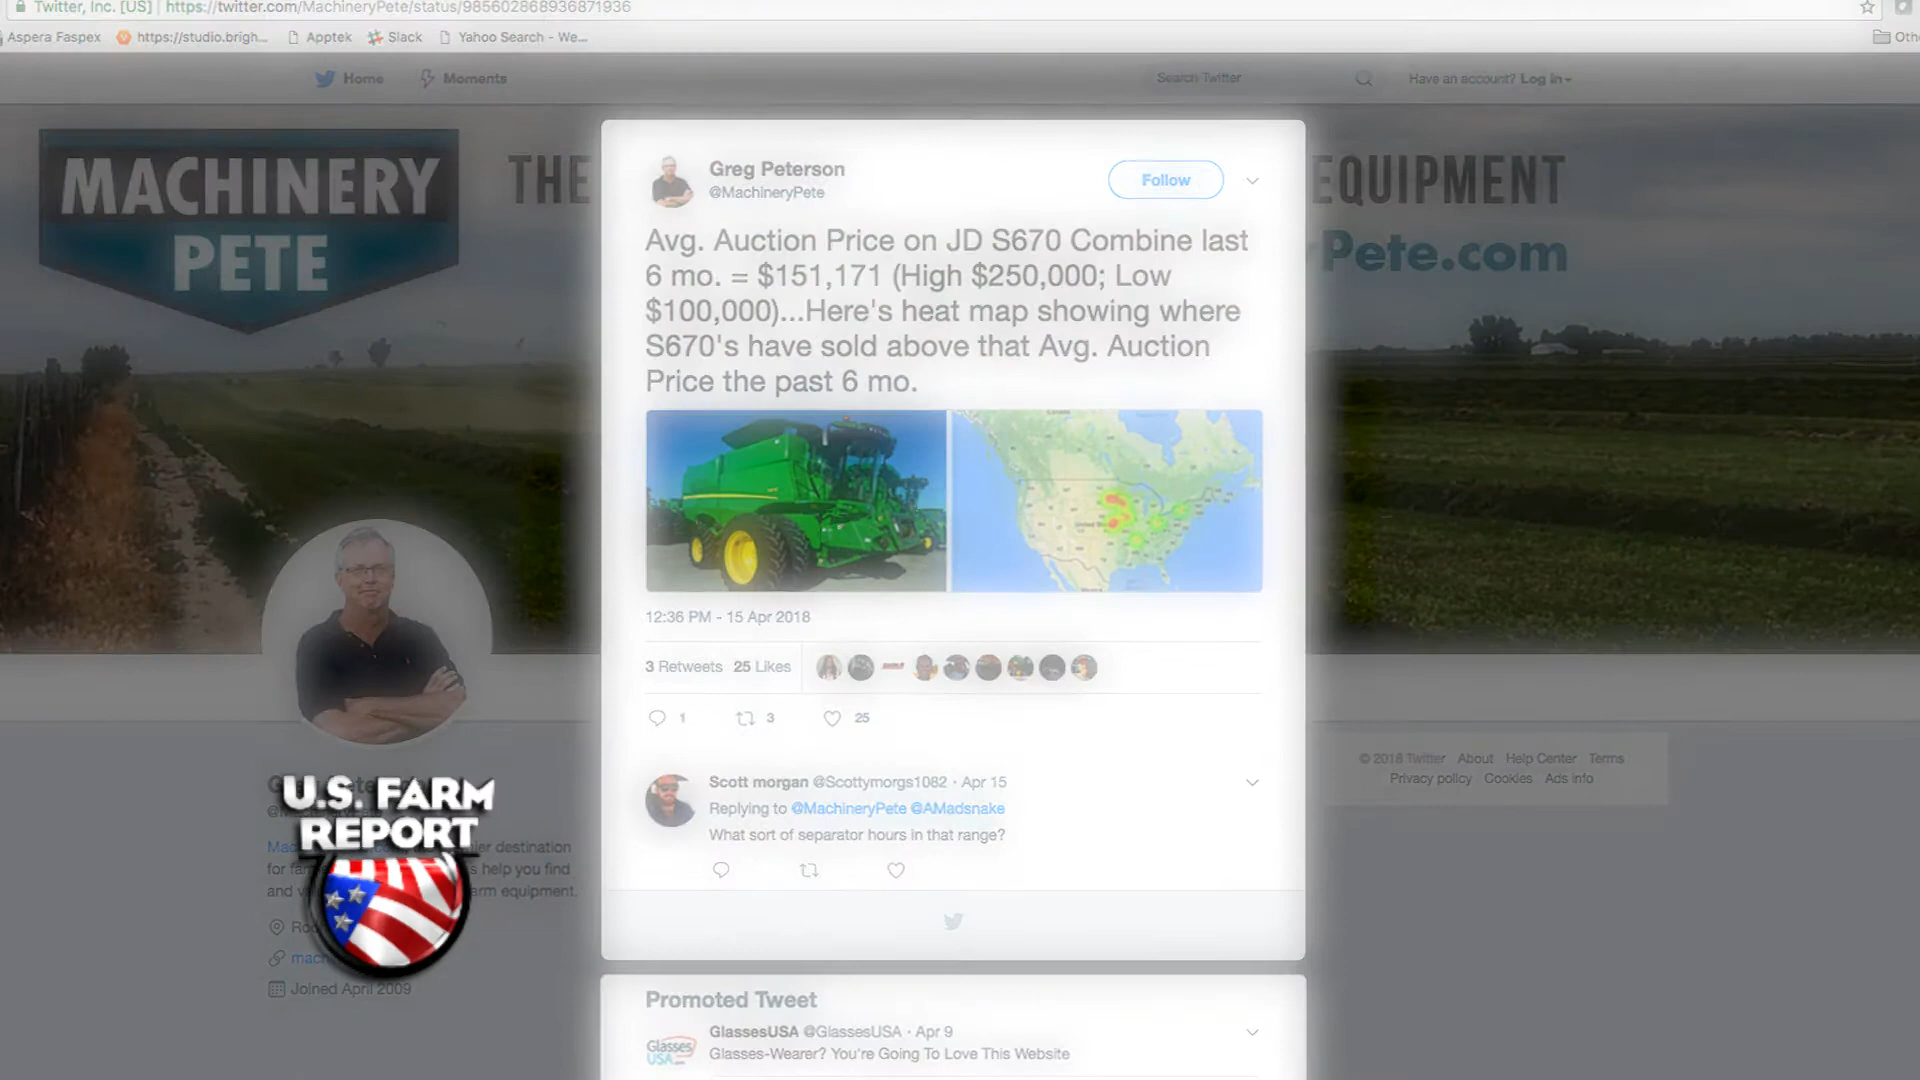 Twitter, Inc. [US] https://twitter.com/MachineryPete/status/985602868936871936
Aspera Faspex https://studio.brigh... Apptek Slack Yahoo Search - We...
Home Moments Search Twitter Have an account? Log in
MACHINERY
PETE
THE
EQUIPMENT
Pete.com
Greg Peterson
@MachineryPete
Follow
Avg. Auction Price on JD S670 Combine last
6 mo. = $151,171 (High $250,000; Low
$100,000)...Here's heat map showing where
S670's have sold above that Avg. Auction
Price the past 6 mo.
12:36 PM - 15 Apr 2018
3 Retweets 25 Likes
1 3 25
Scott morgan @Scottymorgs1082 · Apr 15
Replying to @MachineryPete @AMadsnake
What sort of separator hours in that range?
© 2018 Twitter About Help Center Terms
Privacy policy Cookies Ads info
U.S. FARM
REPORT
destination
help you find
equipment.
Joined April 2009
Promoted Tweet
GlassesUSA @GlassesUSA · Apr 9
Glasses-Wearer? You're Going To Love This Website
Glasses
USA